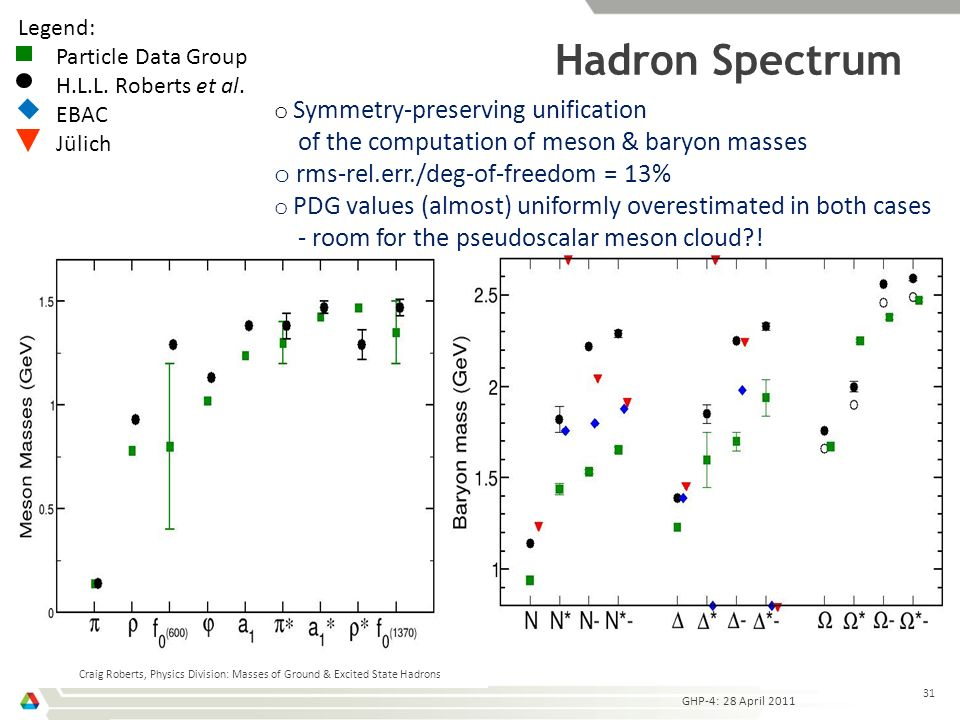 Legend:
Particle Data Group
H.L.L. Roberts et al.
EBAC
Jülich
Hadron Spectrum
o Symmetry-preserving unification
of the computation of meson & baryon masses
o rms-rel.err./deg-of-freedom = 13%
o PDG values (almost) uniformly overestimated in both cases
- room for the pseudoscalar meson cloud?!
Meson Masses (GeV)
1.5
1
0.5
0
π ρ f0(600) φ a1 π* a1* ρ* f0(1370)
Baryon mass (GeV)
2.5
2
1.5
1
N N* N- N*- Δ Δ* Δ- Δ*- Ω Ω* Ω- Ω*-
Craig Roberts, Physics Division: Masses of Ground & Excited State Hadrons
31
GHP-4: 28 April 2011